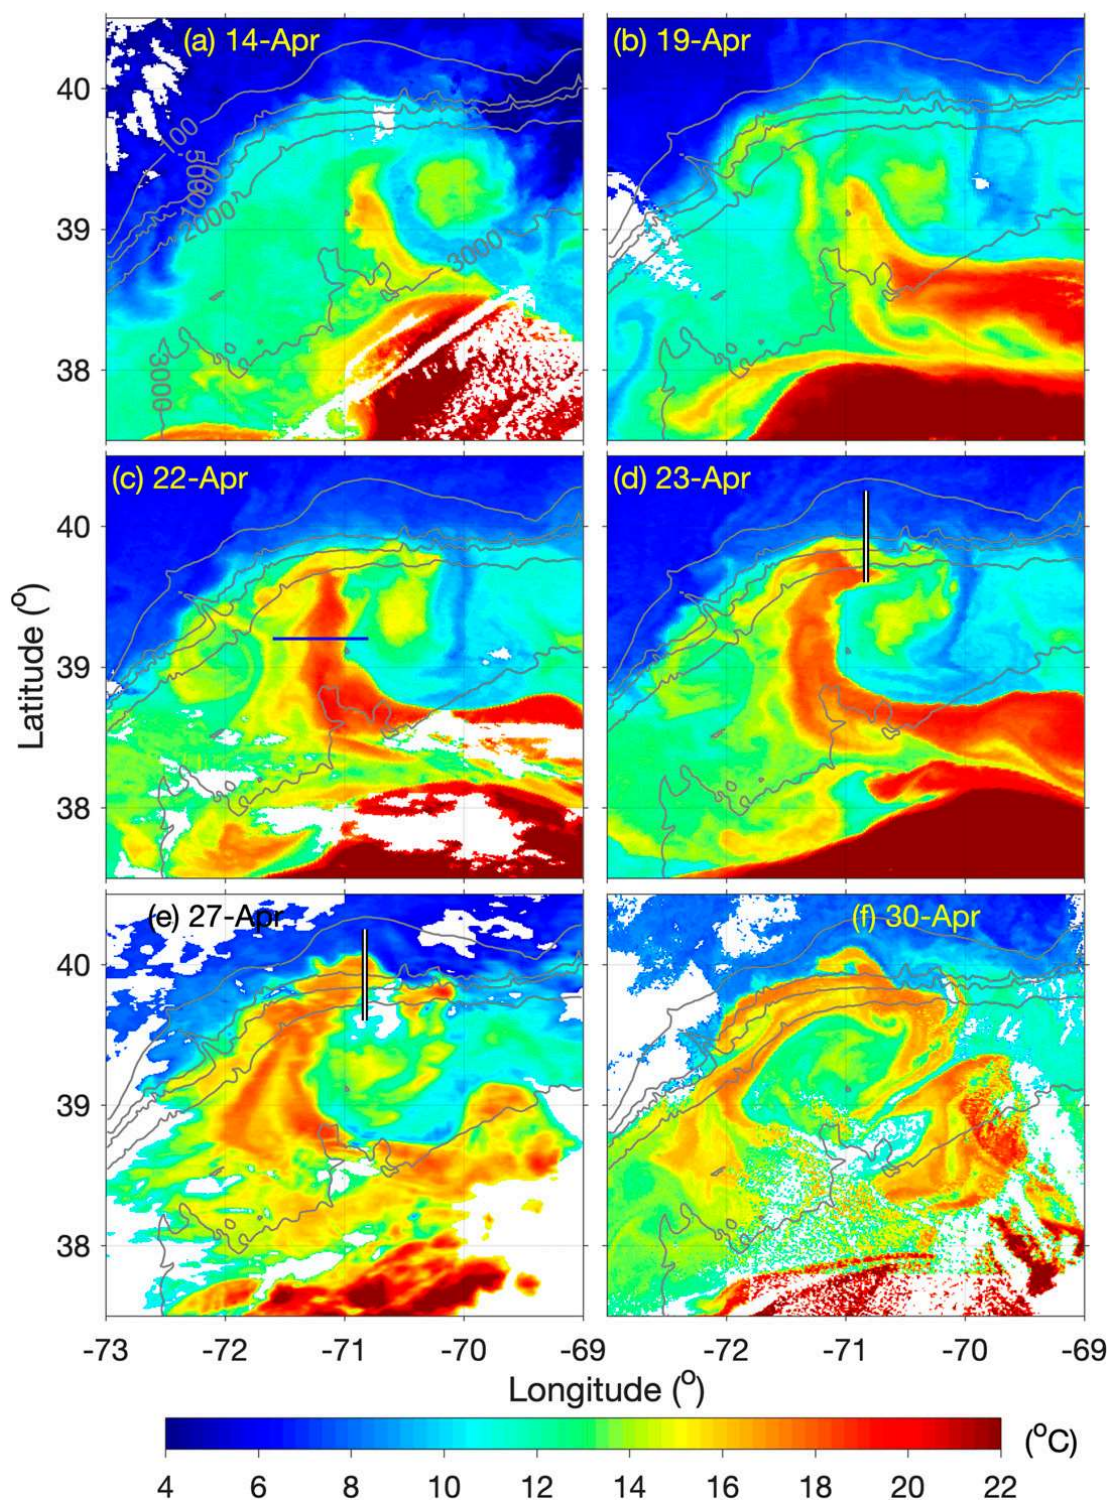 (a) 14-Apr
(b) 19-Apr
40
39
38
100
500
1000
2000
3000
3000
(c) 22-Apr
(d) 23-Apr
40
39
38
Latitude (o)
(e) 27-Apr
(f) 30-Apr
40
39
38
-73 -72 -71 -70 -69 -72 -71 -70 -69
Longitude (o)
4 6 8 10 12 14 16 18 20 22 (oC)